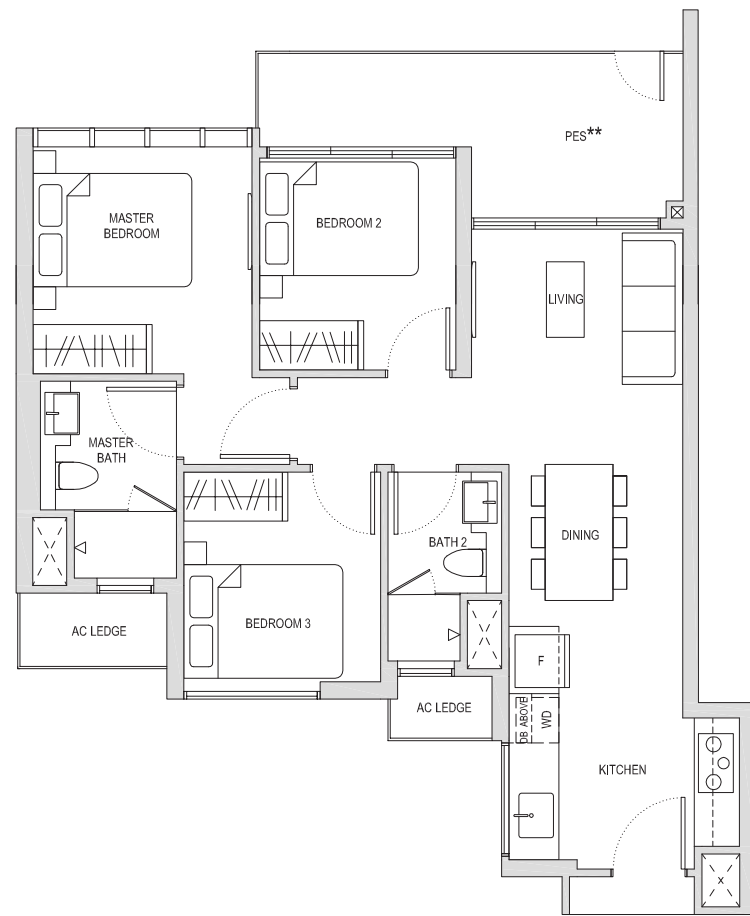 PES**
MASTER
BEDROOM
BEDROOM 2
LIVING
MASTER
BATH
BATH 2
DINING
AC LEDGE
BEDROOM 3
F
AC LEDGE
DB ABOVE
WD
KITCHEN
x